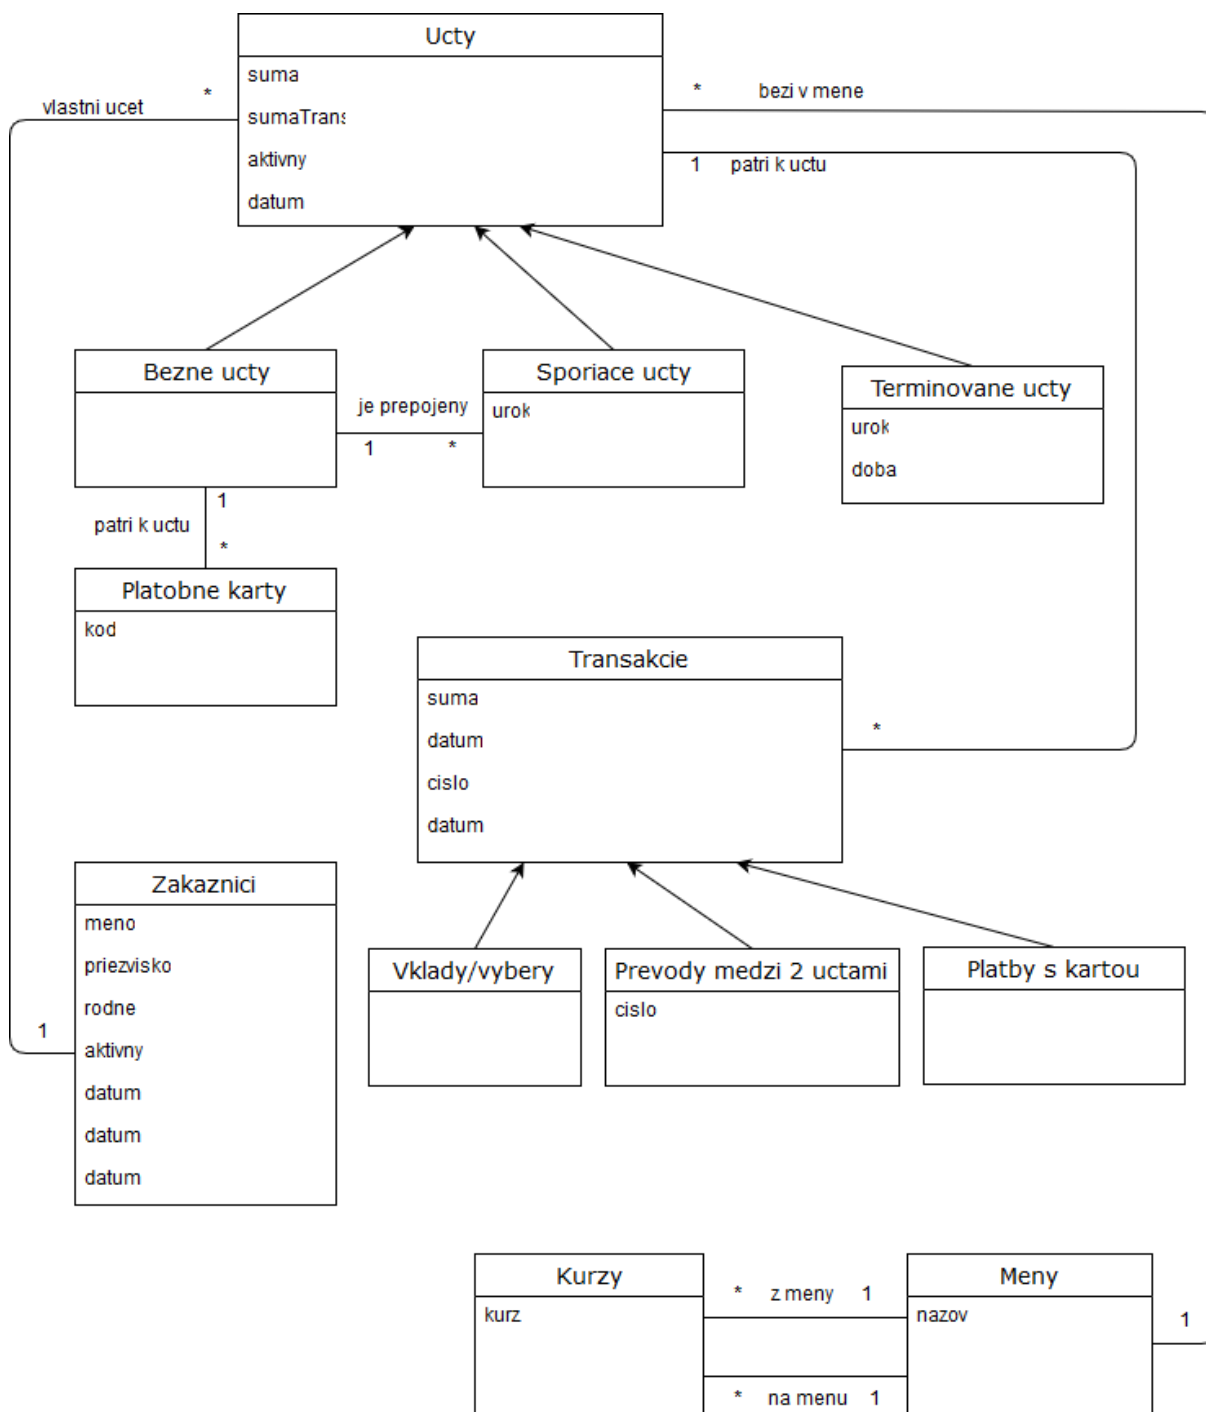 Ucty
suma
sumaTrans
aktivny
datum
*
vlastni ucet
*
bezi v mene
1
patri k uctu
Bezne ucty
je prepojeny
1
*
Sporiace ucty
urok
Terminovane ucty
urok
doba
1
patri k uctu
*
Platobne karty
kod
Transakcie
suma
datum
cislo
datum
*
Zakaznici
meno
priezvisko
rodne
aktivny
datum
datum
datum
1
Vklady/vybery
Prevody medzi 2 uctami
cislo
Platby s kartou
Kurzy
kurz
* z meny 1
* na menu 1
Meny
nazov
1